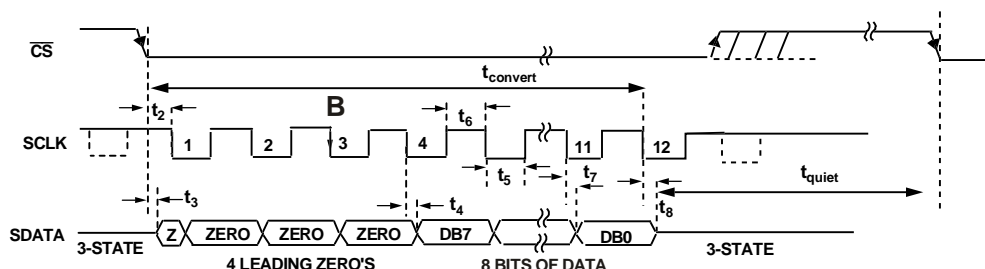 CS
tconvert
B
t2
t6
SCLK
1
2
3
4
11
12
t5
t7
tquiet
t3
t4
t8
SDATA
3-STATE
Z
ZERO
ZERO
ZERO
DB7
DB0
3-STATE
4 LEADING ZERO'S
8 BITS OF DATA